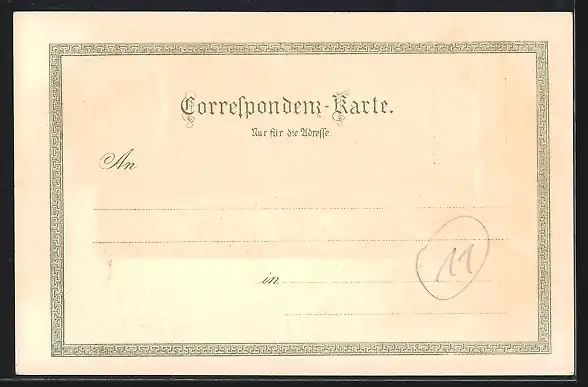 Correſpondenz-Karte.
Nur für die Adreſſe.
An
in
11